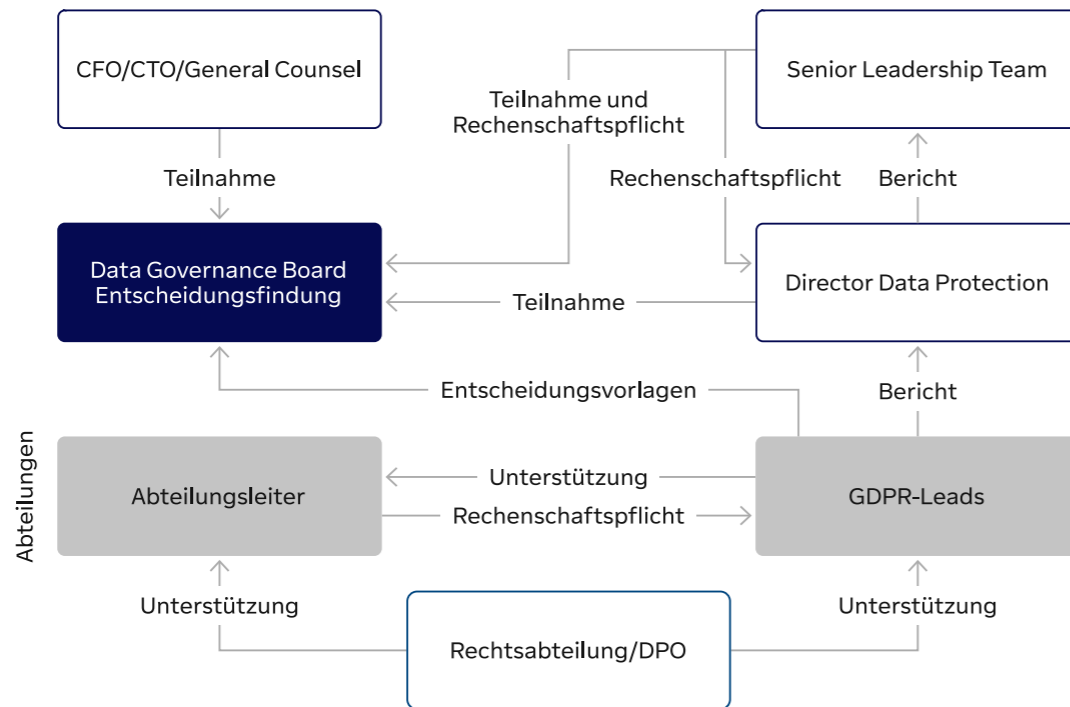 CFO/CTO/General Counsel
Senior Leadership Team
Teilnahme und
Rechenschaftspflicht
Teilnahme
Rechenschaftspflicht
Bericht
Data Governance Board
Entscheidungsfindung
Director Data Protection
Teilnahme
Entscheidungsvorlagen
Bericht
Abteilungen
Abteilungsleiter
Unterstützung
Rechenschaftspflicht
GDPR-Leads
Unterstützung
Unterstützung
Rechtsabteilung/DPO